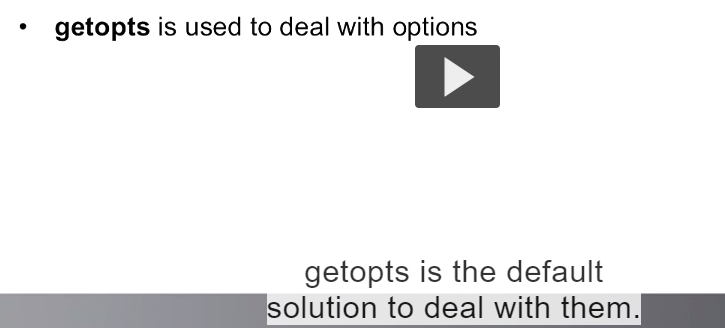 • getopts is used to deal with options
getopts is the default
solution to deal with them.